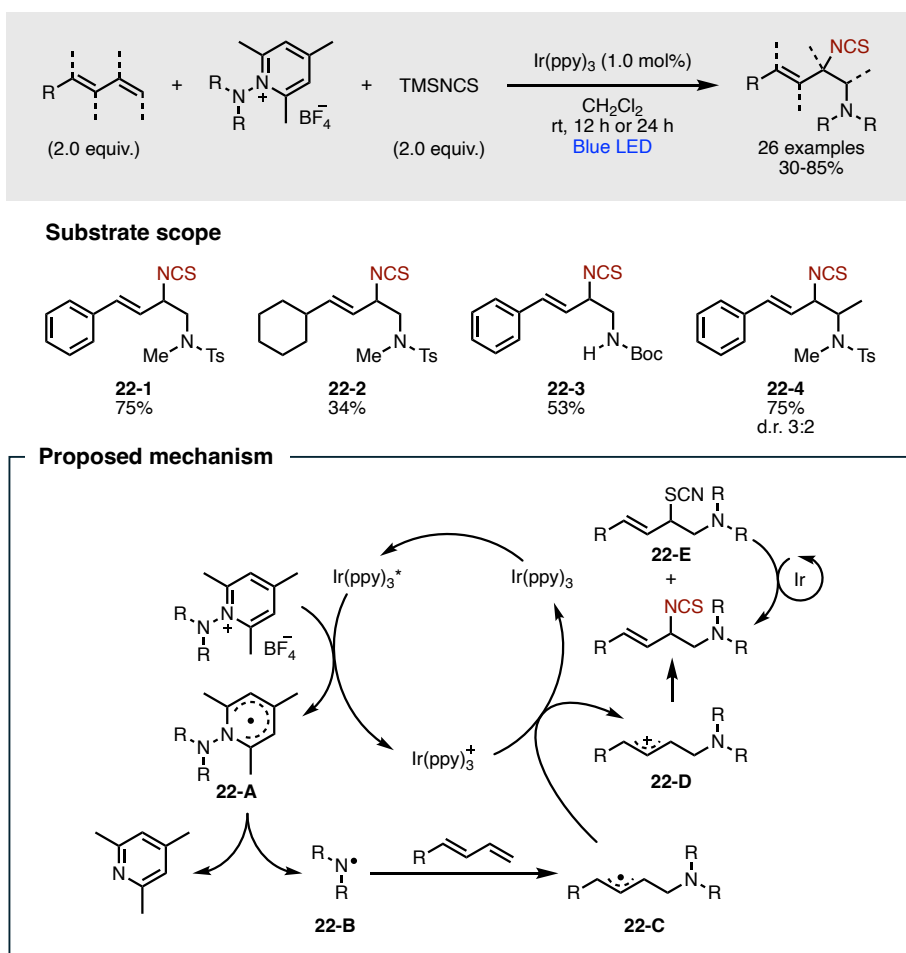 R
+
N
N
+
R
R
BF4−
+
TMSNCS
Ir(ppy)3 (1.0 mol%)
CH2Cl2
rt, 12 h or 24 h
Blue LED
NCS
R
N
R
R
(2.0 equiv.)
(2.0 equiv.)
26 examples
30-85%
Substrate scope
NCS
N
Me
Ts
22-1
75%
NCS
N
Me
Ts
22-2
34%
NCS
N
H
Boc
22-3
53%
NCS
N
Me
Ts
22-4
75%
d.r. 3:2
Proposed mechanism
SCN
R
R
N
R
22-E
+
Ir
NCS
R
R
N
R
Ir(ppy)3*
Ir(ppy)3
R
N
N
+
R
BF4−
R
N
N
R
•
22-A
Ir(ppy)3+
R
+
R
N
R
22-D
N
R
N•
R
22-B
R
R
•
R
N
R
22-C